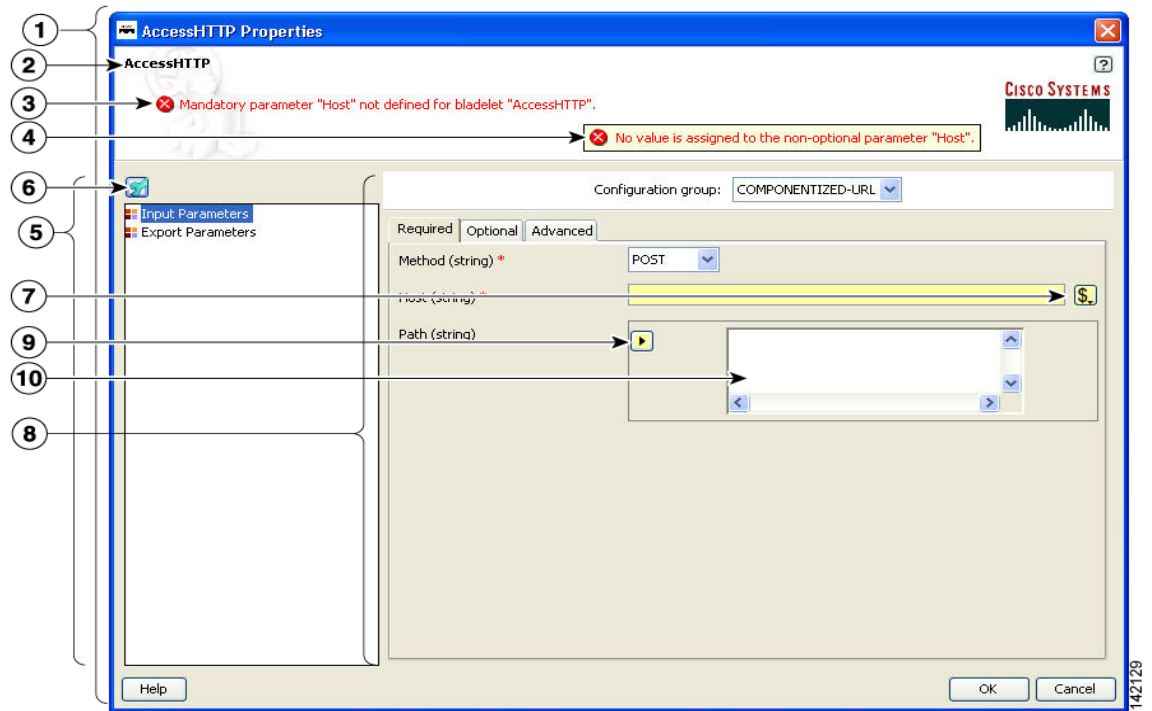 1
AccessHTTP Properties
2
AccessHTTP
?
3
Mandatory parameter "Host" not defined for bladelet "AccessHTTP".
CISCO SYSTEMS
4
No value is assigned to the non-optional parameter "Host".
6
Configuration group: COMPONENTIZED-URL
5
Input Parameters
Export Parameters
Required Optional Advanced
Method (string) * POST
7
Host (string) *
$
9
Path (string)
10
8
Help OK Cancel
142129